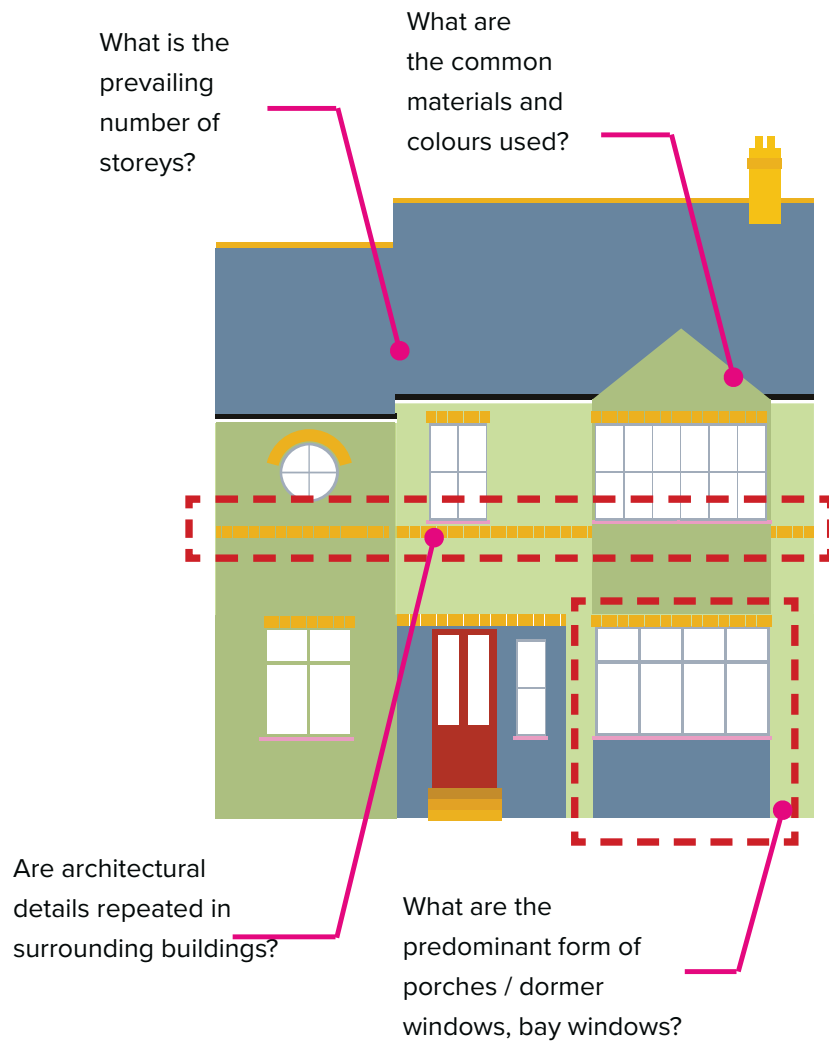 What is the
prevailing
number of
storeys?
What are
the common
materials and
colours used?
Are architectural
details repeated in
surrounding buildings?
What are the
predominant form of
porches / dormer
windows, bay windows?